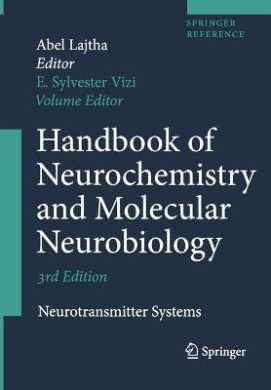 SPRINGER
REFERENCE
Abel Lajtha
Editor
E. Sylvester Vizi
Volume Editor
Handbook of
Neurochemistry
and Molecular
Neurobiology
3rd Edition
Neurotransmitter Systems
Springer